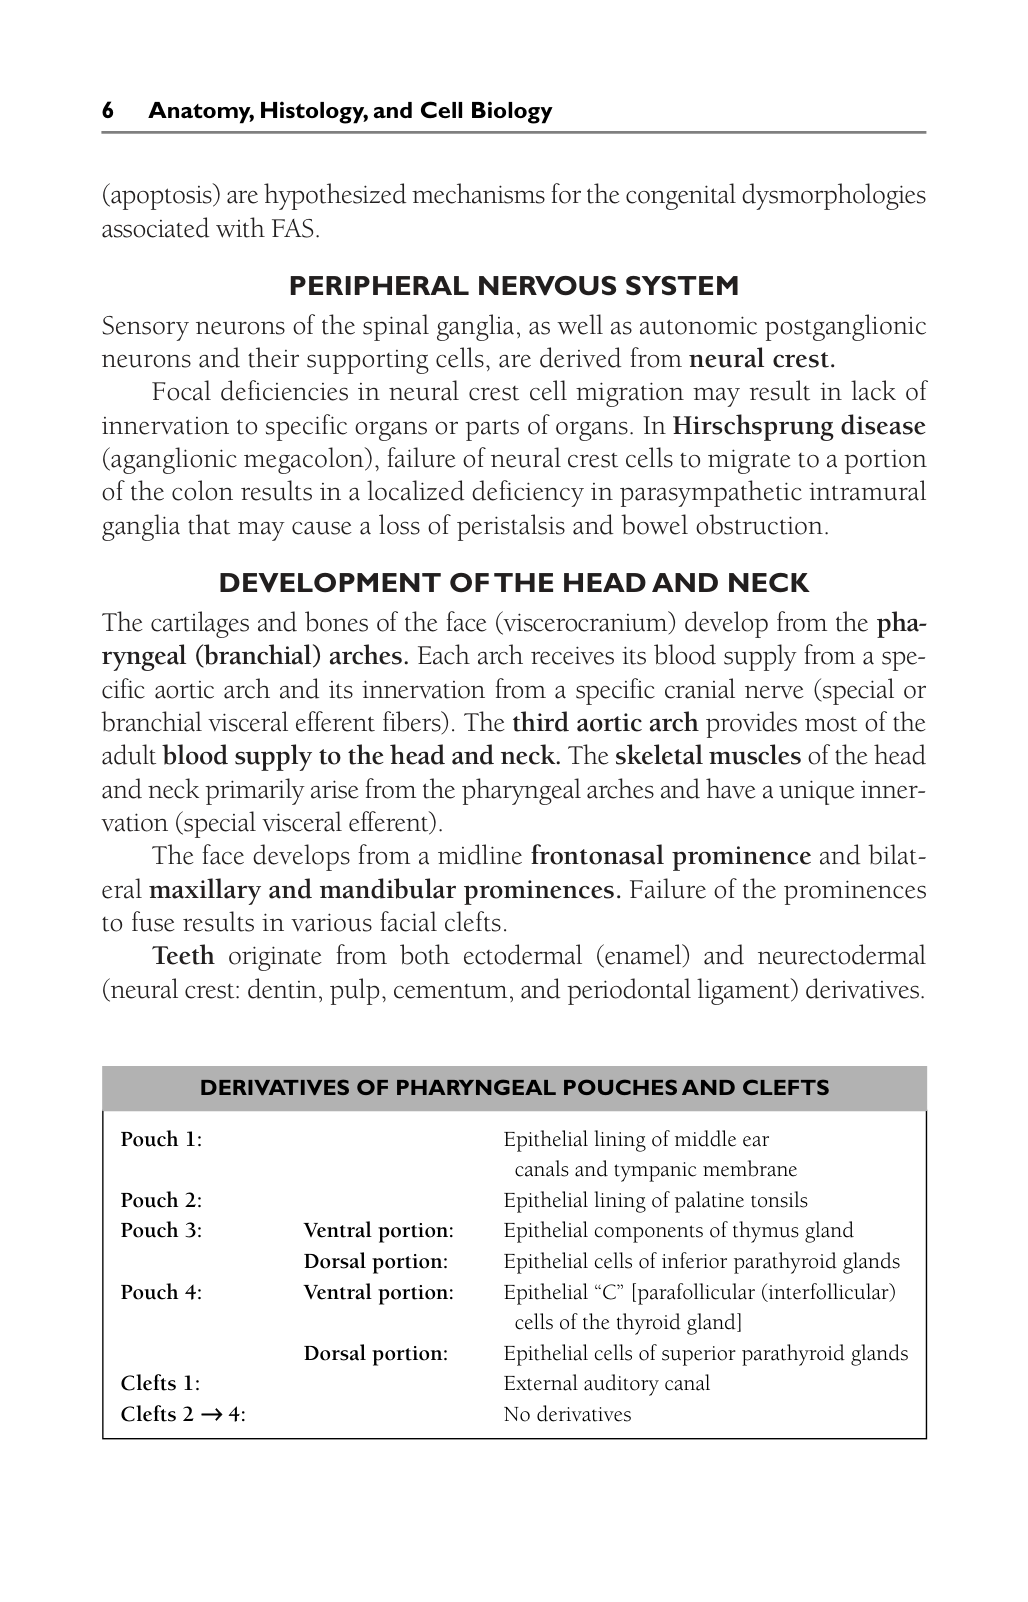 6 Anatomy, Histology, and Cell Biology
(apoptosis) are hypothesized mechanisms for the congenital dysmorphologies
associated with FAS.
PERIPHERAL NERVOUS SYSTEM
Sensory neurons of the spinal ganglia, as well as autonomic postganglionic
neurons and their supporting cells, are derived from neural crest.
Focal deficiencies in neural crest cell migration may result in lack of
innervation to specific organs or parts of organs. In Hirschsprung disease
(aganglionic megacolon), failure of neural crest cells to migrate to a portion
of the colon results in a localized deficiency in parasympathetic intramural
ganglia that may cause a loss of peristalsis and bowel obstruction.
DEVELOPMENT OF THE HEAD AND NECK
The cartilages and bones of the face (viscerocranium) develop from the pha-
ryngeal (branchial) arches. Each arch receives its blood supply from a spe-
cific aortic arch and its innervation from a specific cranial nerve (special or
branchial visceral efferent fibers). The third aortic arch provides most of the
adult blood supply to the head and neck. The skeletal muscles of the head
and neck primarily arise from the pharyngeal arches and have a unique inner-
vation (special visceral efferent).
The face develops from a midline frontonasal prominence and bilat-
eral maxillary and mandibular prominences. Failure of the prominences
to fuse results in various facial clefts.
Teeth originate from both ectodermal (enamel) and neurectodermal
(neural crest: dentin, pulp, cementum, and periodontal ligament) derivatives.
DERIVATIVES OF PHARYNGEAL POUCHES AND CLEFTS
Pouch 1: Epithelial lining of middle ear
canals and tympanic membrane
Pouch 2: Epithelial lining of palatine tonsils
Pouch 3: Ventral portion: Epithelial components of thymus gland
Dorsal portion: Epithelial cells of inferior parathyroid glands
Pouch 4: Ventral portion: Epithelial “C” [parafollicular (interfollicular)
cells of the thyroid gland]
Dorsal portion: Epithelial cells of superior parathyroid glands
Clefts 1: External auditory canal
Clefts 2 → 4: No derivatives